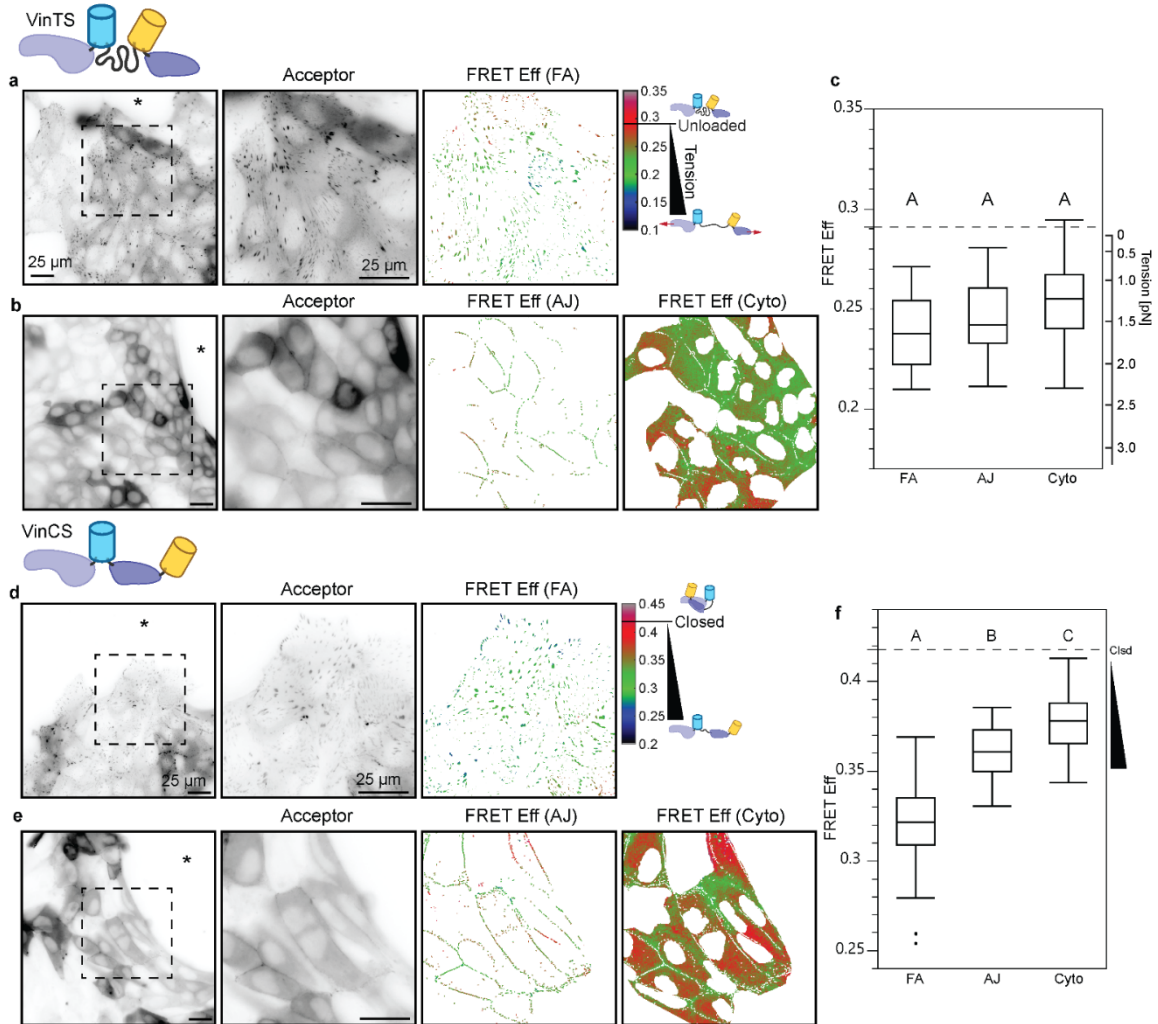 VinTS
a
Acceptor
FRET Eff (FA)
*
25 µm
25 µm
0.35
0.3
0.25
0.2
0.15
0.1
Unloaded
Tension
c
0.35
0.3
0.25
0.2
FRET Eff
A
A
A
0
0.5
1.0
1.5
2.0
2.5
3.0
Tension [pN]
FA
AJ
Cyto
b
Acceptor
FRET Eff (AJ)
FRET Eff (Cyto)
*
VinCS
d
Acceptor
FRET Eff (FA)
*
25 µm
25 µm
0.45
0.4
0.35
0.3
0.25
0.2
Closed
f
0.4
0.35
0.3
0.25
FRET Eff
A
B
C
Clsd
FA
AJ
Cyto
e
Acceptor
FRET Eff (AJ)
FRET Eff (Cyto)
*